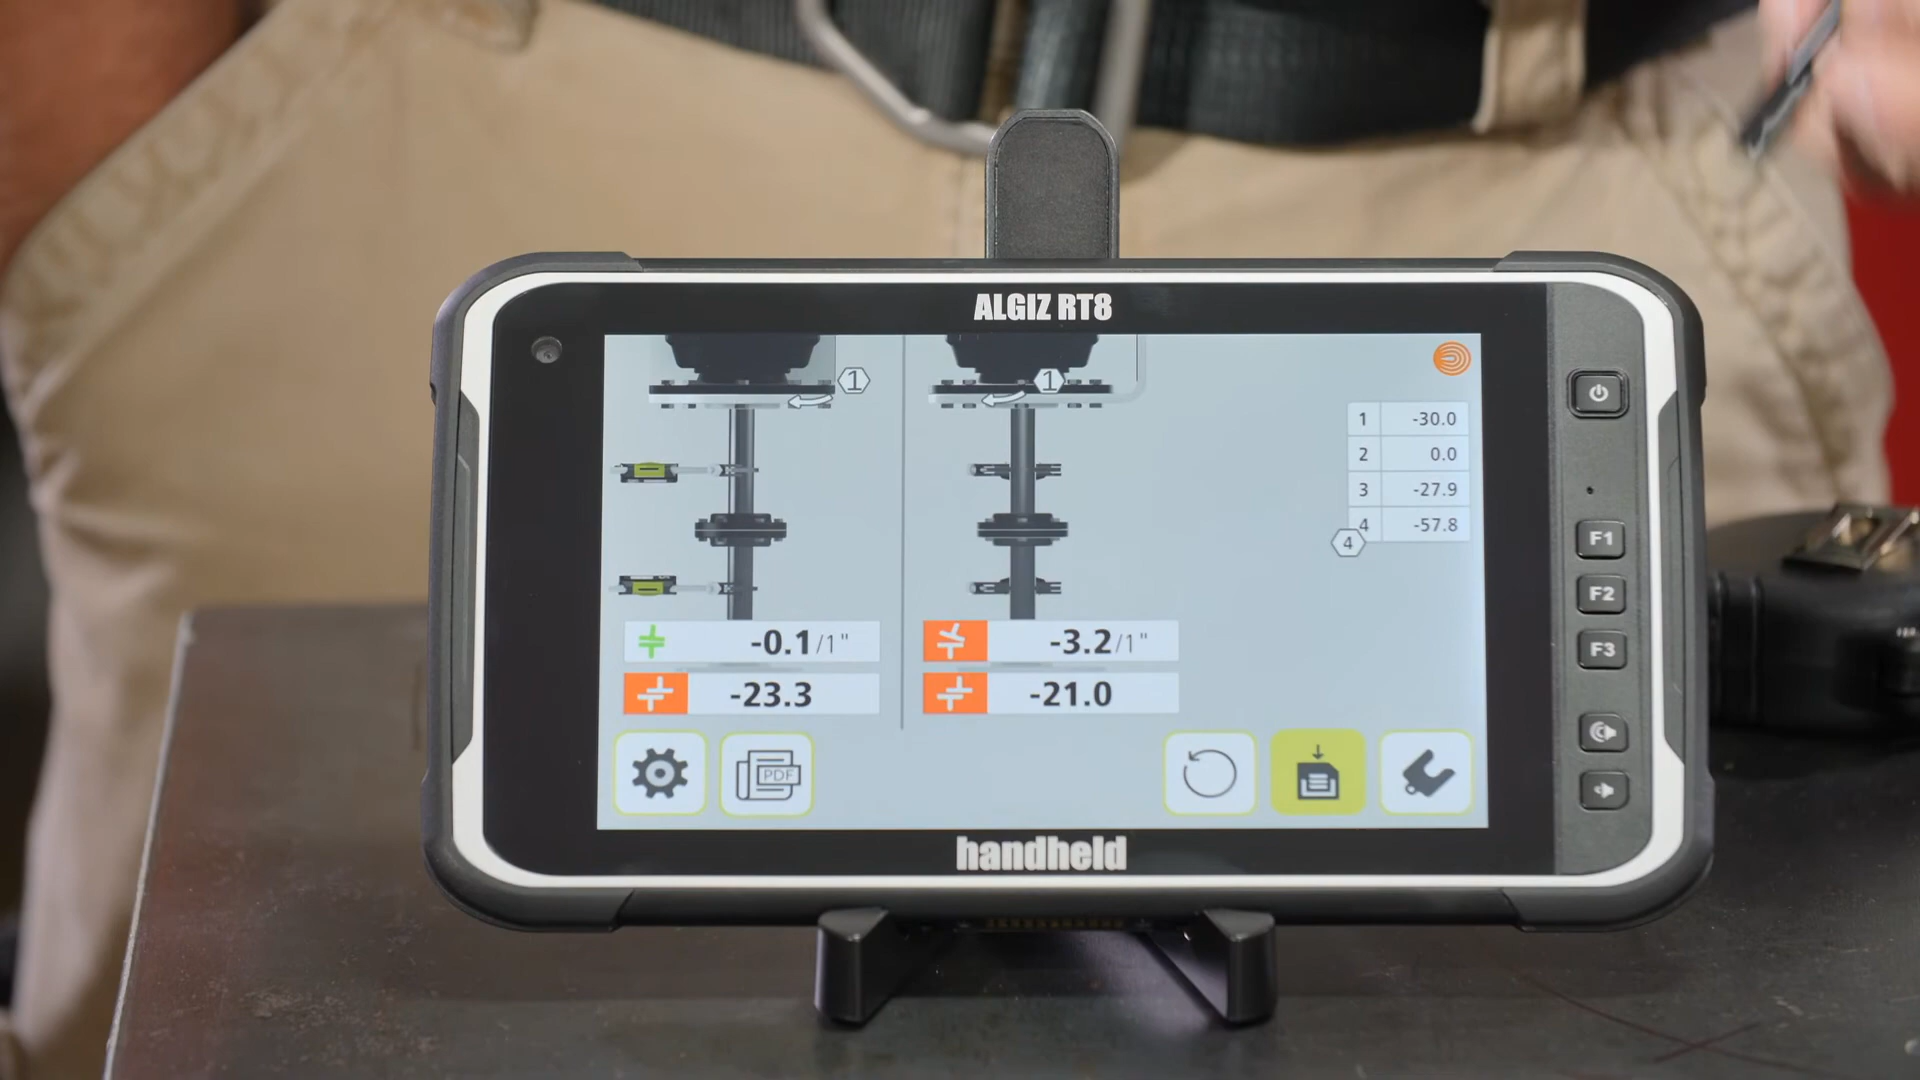 ALGIZ RT8
1
1
1 -30.0
2 0.0
3 -27.9
4 -57.8
4
-0.1/1"
-3.2/1"
-23.3
-21.0
PDF
F1
F2
F3
handheld